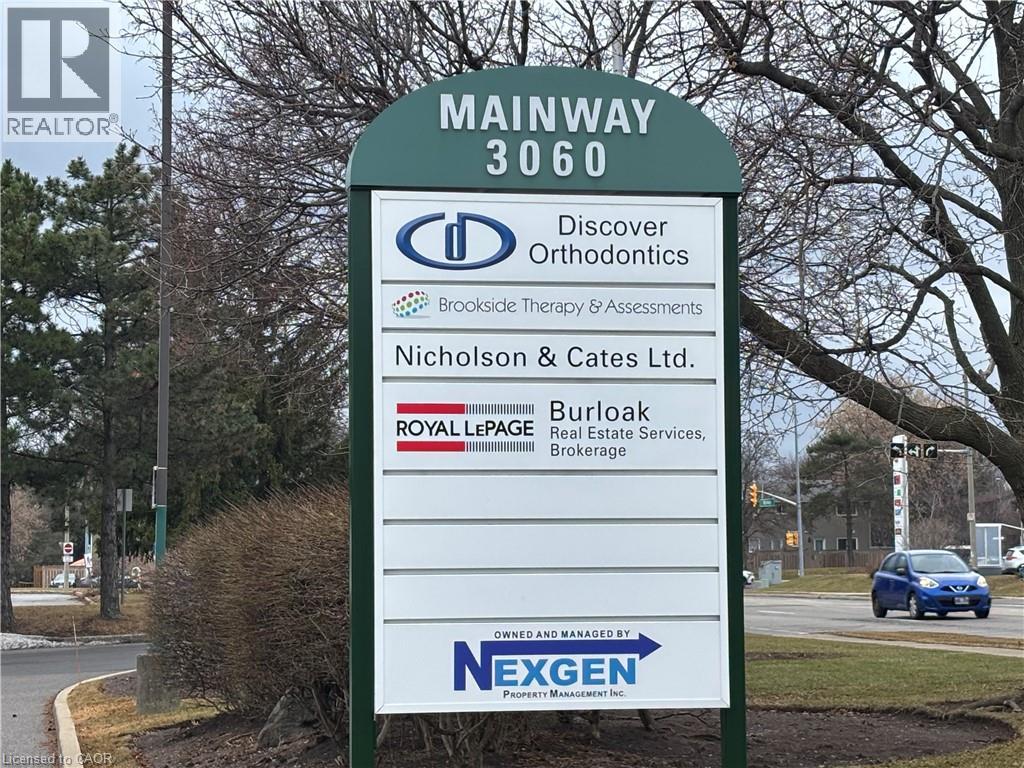 REALTOR®
MAINWAY
3060
d
Discover
Orthodontics
Brookside Therapy & Assessments
Nicholson & Cates Ltd.
ROYAL LEPAGE
Burloak
Real Estate Services,
Brokerage
OWNED AND MANAGED BY
NEXGEN
PROPERTY MANAGEMENT INC.
Licensed to CAOR